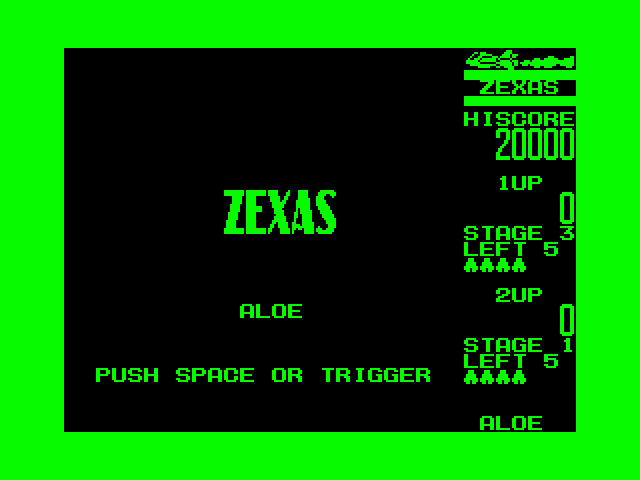 ZEXAS
ALOE
PUSH SPACE OR TRIGGER
ZEXAS
HISCORE
20000
1UP
0
STAGE 3
LEFT 5
2UP
0
STAGE 1
LEFT 5
ALOE